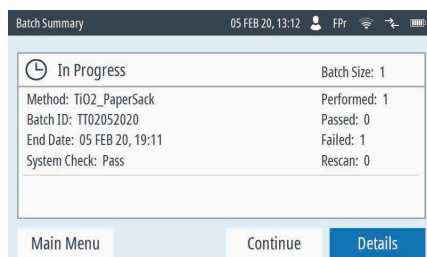 Batch Summary 05 FEB 20, 13:12 FPr
In Progress Batch Size: 1
Method: TiO2_PaperSack Performed: 1
Batch ID: TT02052020 Passed: 0
End Date: 05 FEB 20, 19:11 Failed: 1
System Check: Pass Rescan: 0
Main Menu Continue Details